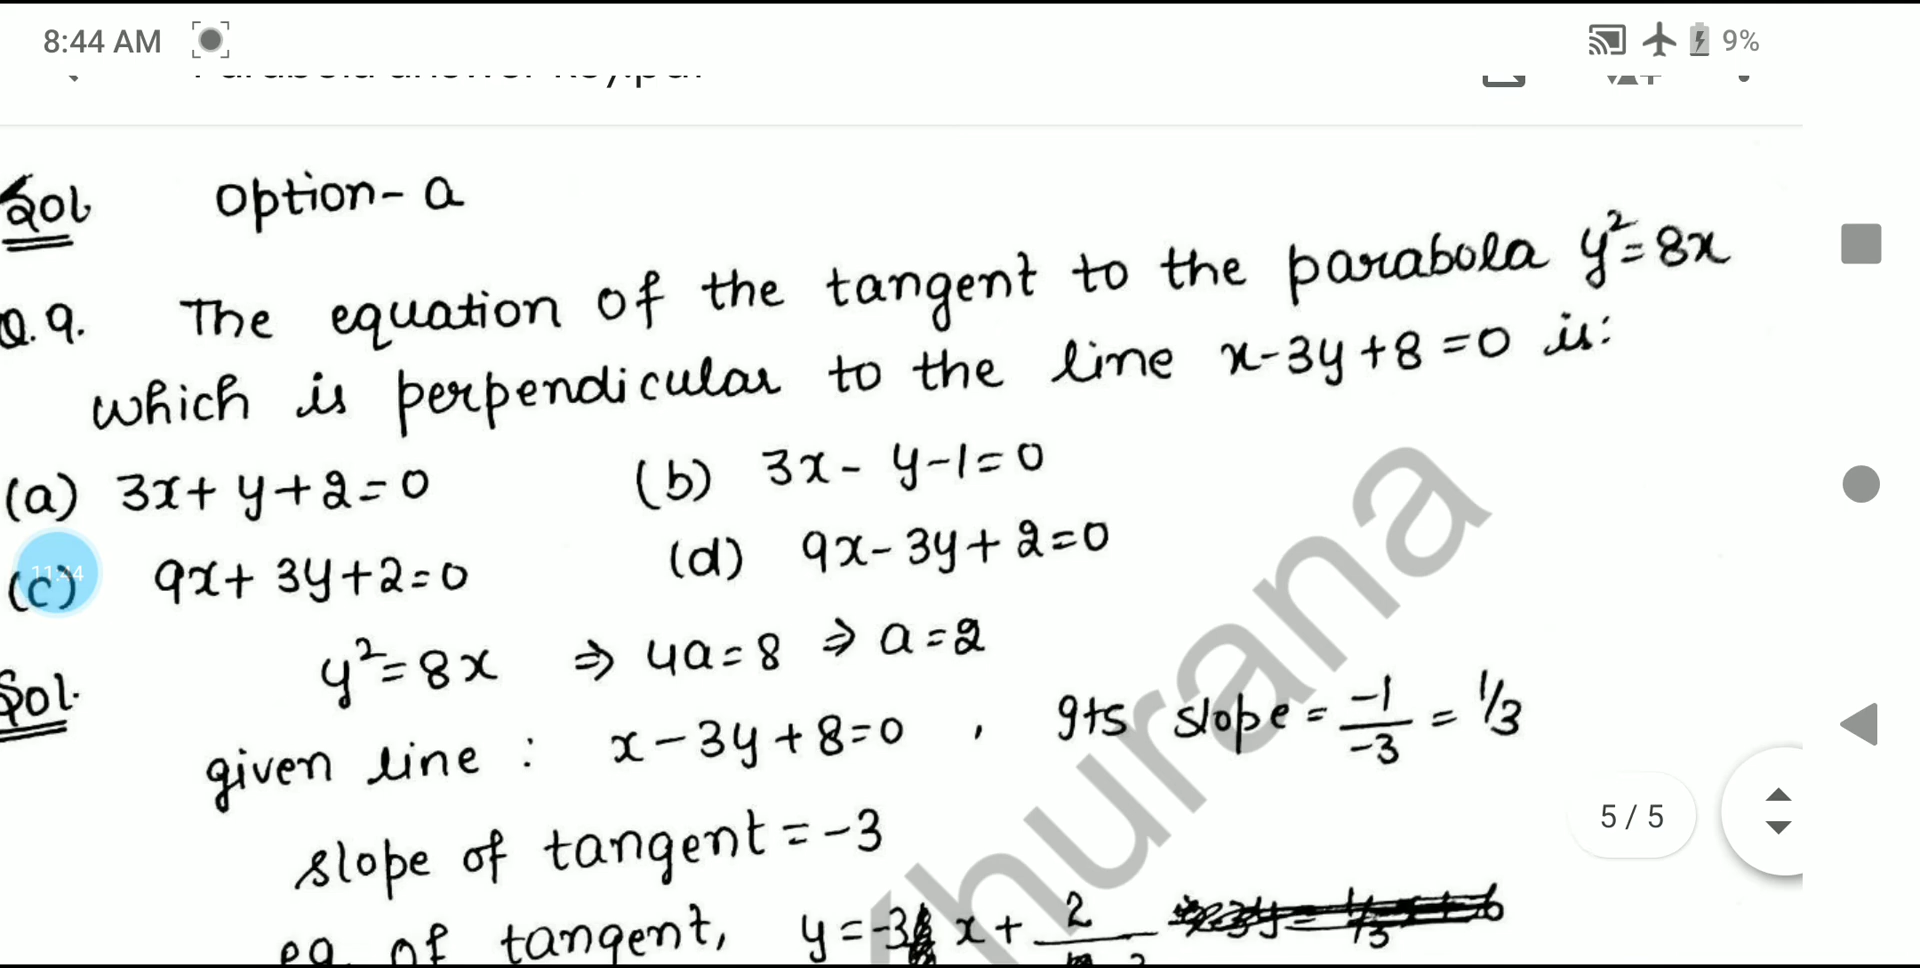 8:44 AM
9%
Sol Option- a
Q.9. The equation of the tangent to the parabola y²=8x
which is perpendicular to the line x-3y+8=0 is:
(a) 3x+y+2=0 (b) 3x-y-1=0
(c) 9x+3y+2=0 (d) 9x-3y+2=0
11:44
Sol. y²=8x ⇒ 4a=8 ⇒ a=2
given line : x-3y+8=0 , Its slope = -1/-3 = 1/3
slope of tangent = -3
eq of tangent, y=-3x+2
5 / 5
khurana